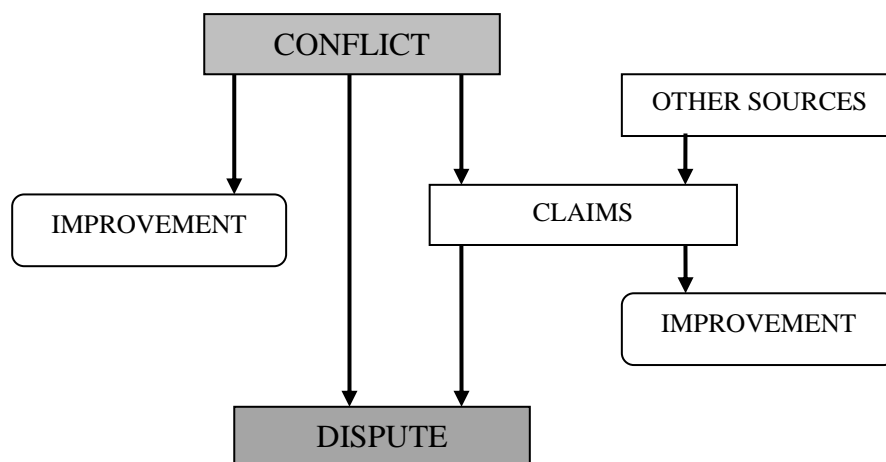 CONFLICT
OTHER SOURCES
IMPROVEMENT
CLAIMS
IMPROVEMENT
DISPUTE